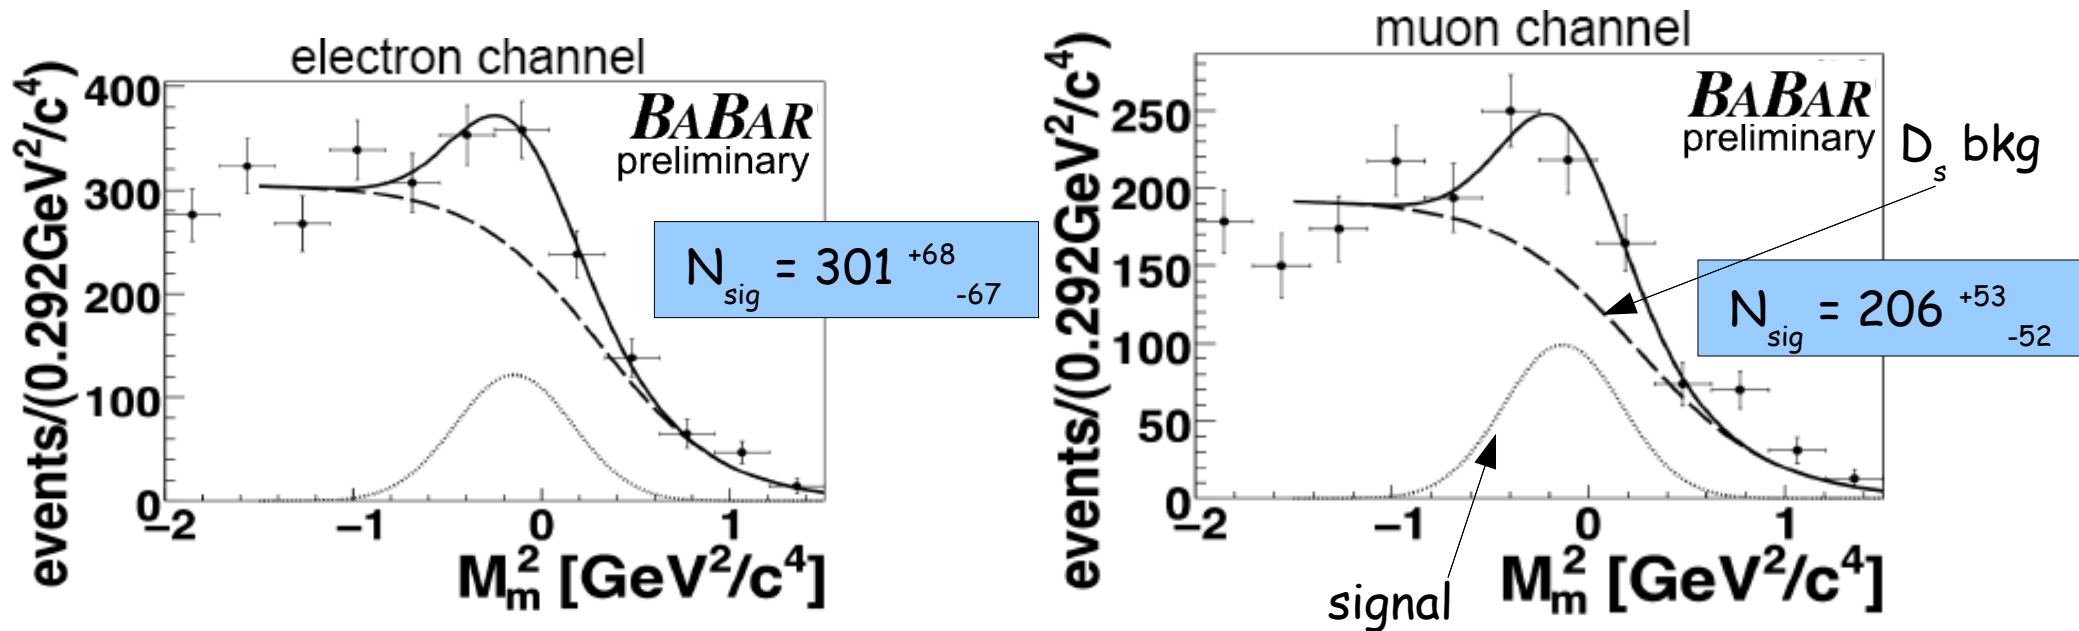 electron channel
BABAR
preliminary
N_sig = 301 +68 -67
events/(0.292GeV²/c⁴)
400
300
200
100
0
−2 −1 0 1
M²_m [GeV²/c⁴]
muon channel
BABAR
preliminary
D_s bkg
N_sig = 206 +53 -52
events/(0.292GeV²/c⁴)
250
200
150
100
50
0
−2 −1 0 1
M²_m [GeV²/c⁴]
signal